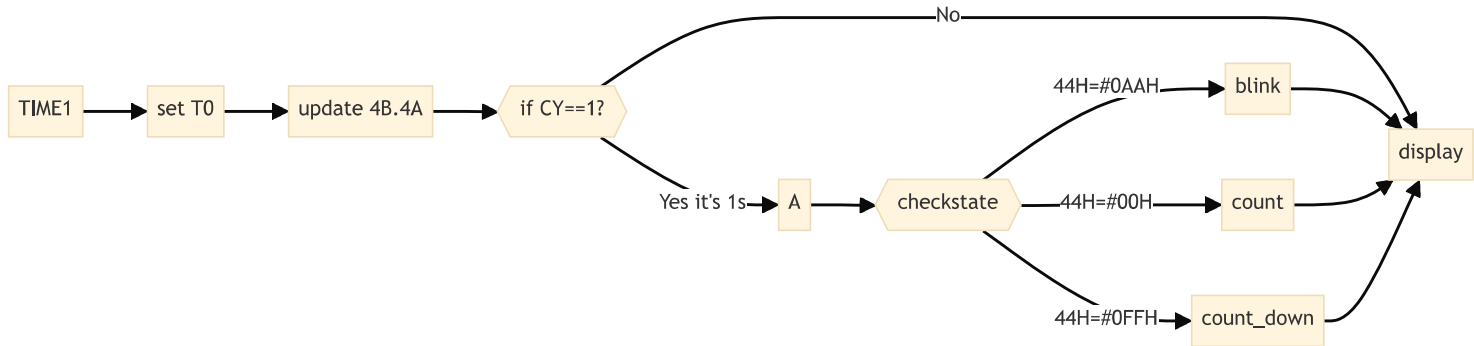 TIME1
set T0
update 4B.4A
if CY==1?
No
Yes it's 1s
A
checkstate
44H=#0AAH
blink
44H=#00H
count
44H=#0FFH
count_down
display